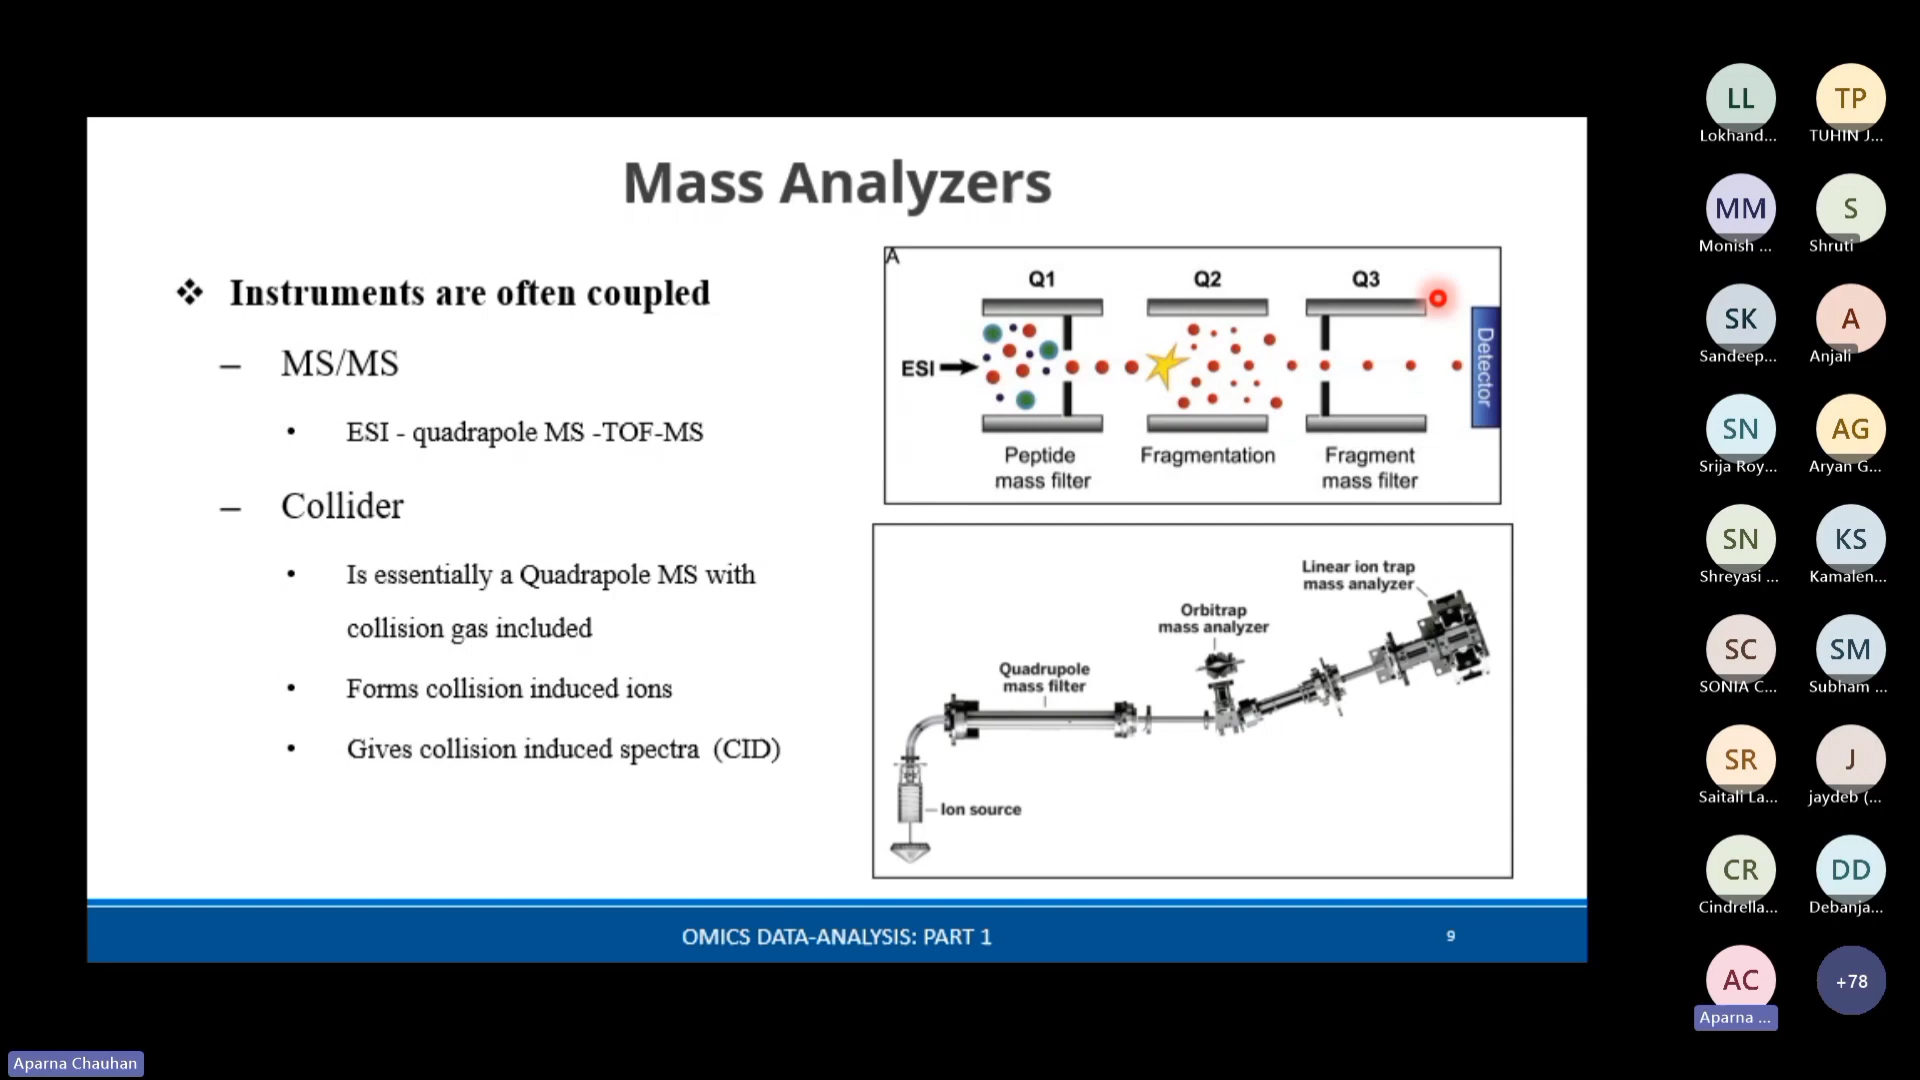 Mass Analyzers
❖ Instruments are often coupled
– MS/MS
• ESI - quadrapole MS -TOF-MS
– Collider
• Is essentially a Quadrapole MS with
collision gas included
• Forms collision induced ions
• Gives collision induced spectra (CID)
A
Q1 Q2 Q3
ESI
Detector
Peptide
mass filter
Fragmentation
Fragment
mass filter
Linear ion trap
mass analyzer
Orbitrap
mass analyzer
Quadrupole
mass filter
Ion source
OMICS DATA-ANALYSIS: PART 1
9
LL TP
Lokhand... TUHIN J...
MM S
Monish ... Shruti
SK A
Sandeep... Anjali
SN AG
Srija Roy... Aryan G...
SN KS
Shreyasi ... Kamalen...
SC SM
SONIA C... Subham ...
SR J
Saitali La... jaydeb (...
CR DD
Cindrella... Debanja...
AC +78
Aparna ...
Aparna Chauhan